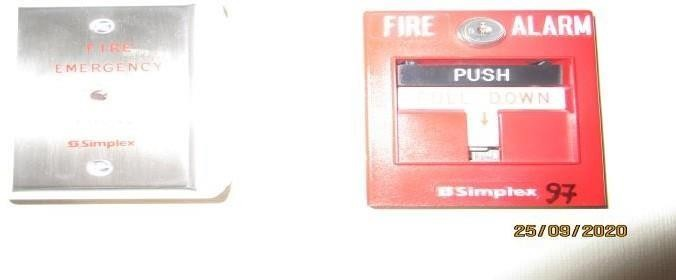 FIRE
EMERGENCY
Simplex
FIRE ALARM
PUSH
PULL DOWN
Simplex 97
25/09/2020